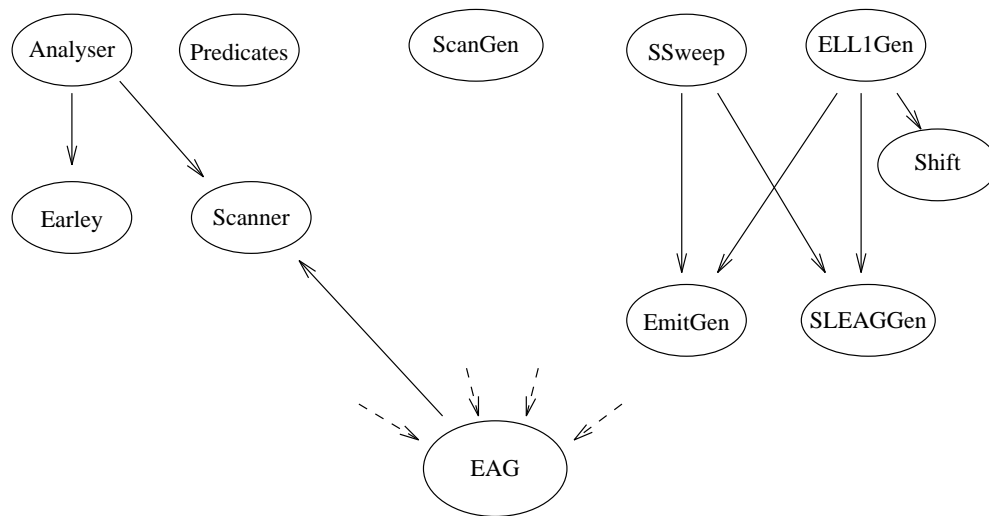 Analyser
Predicates
ScanGen
SSweep
ELL1Gen
Shift
Earley
Scanner
EmitGen
SLEAGGen
EAG